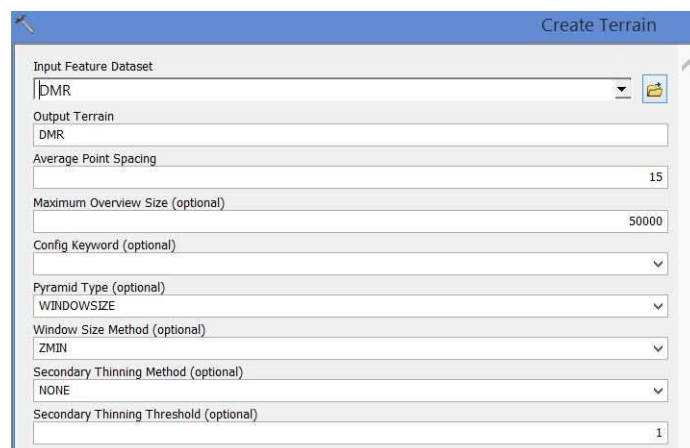 Create Terrain
Input Feature Dataset
DMR
Output Terrain
DMR
Average Point Spacing
15
Maximum Overview Size (optional)
50000
Config Keyword (optional)
Pyramid Type (optional)
WINDOWSIZE
Window Size Method (optional)
ZMIN
Secondary Thinning Method (optional)
NONE
Secondary Thinning Threshold (optional)
1